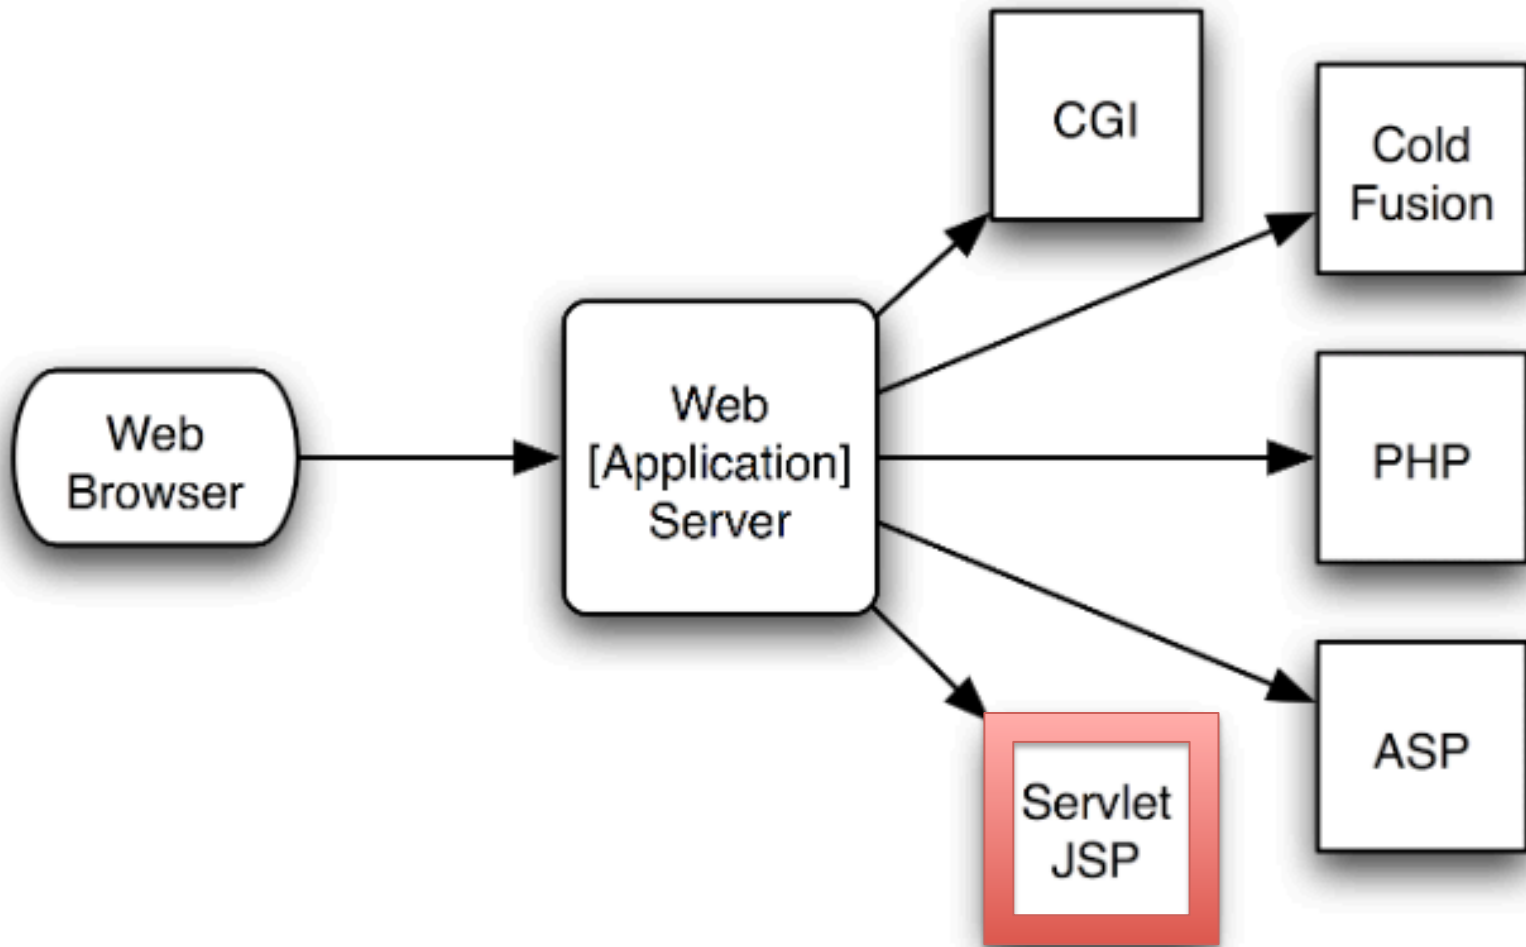 Web
Browser
Web
[Application]
Server
CGI
Cold
Fusion
PHP
ASP
Servlet
JSP